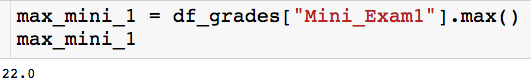 max_mini_1 = df_grades["Mini_Exam1"].max()
max_mini_1
22.0